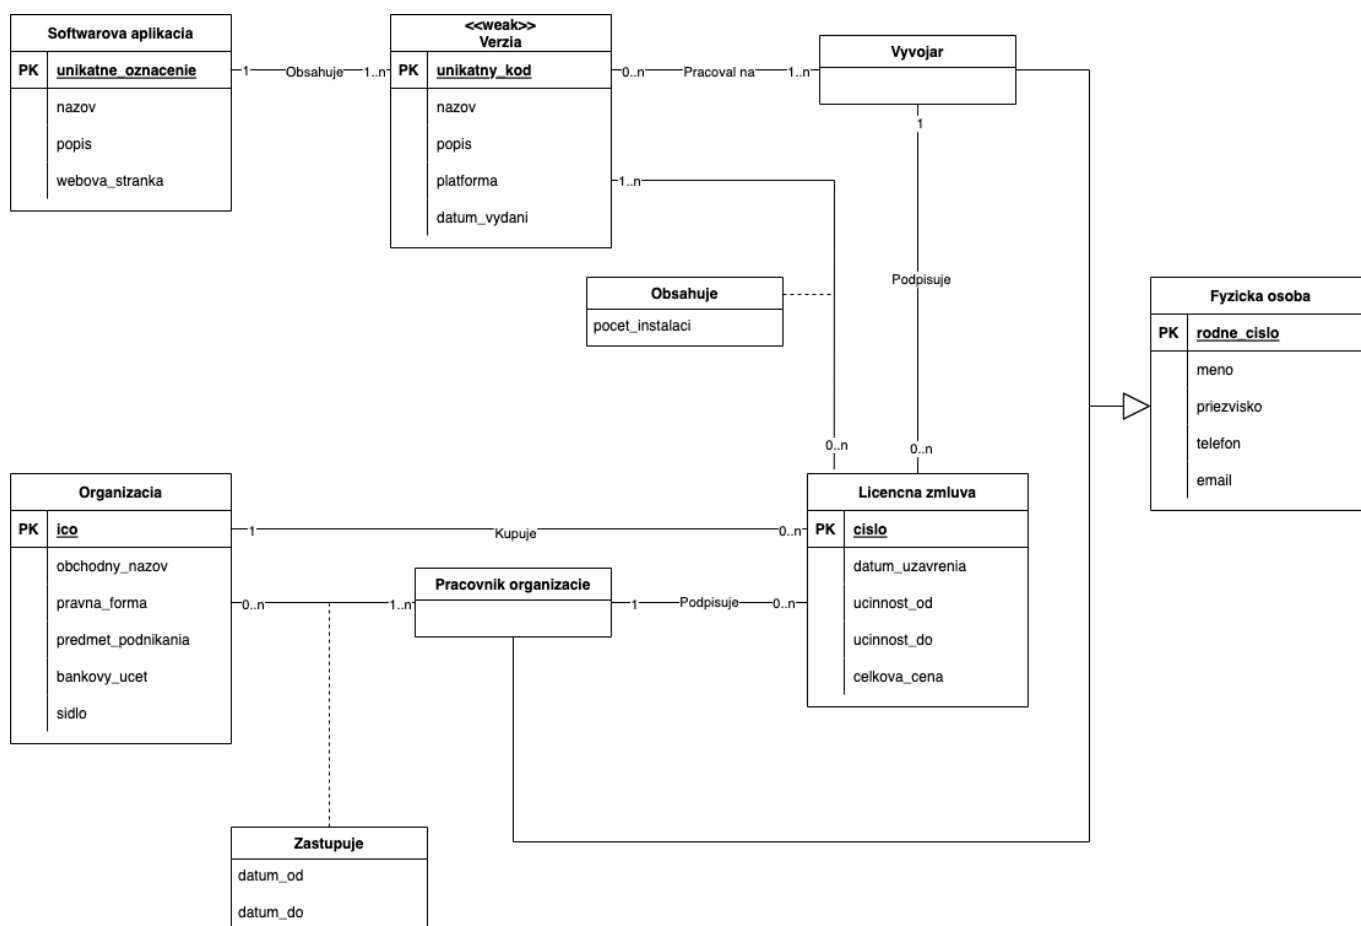 Softwarova aplikacia
PK unikatne_oznacenie
nazov
popis
webova_stranka
1 Obsahuje 1..n
<<weak>>
Verzia
PK unikatny_kod
nazov
popis
platforma
datum_vydani
0..n Pracoval na 1..n
Vyvojar
1..n
1
Obsahuje
pocet_instalaci
Podpisuje
0..n
0..n
Fyzicka osoba
PK rodne_cislo
meno
priezvisko
telefon
email
Organizacia
PK ico
obchodny_nazov
pravna_forma
predmet_podnikania
bankovy_ucet
sidlo
1 Kupuje 0..n
0..n 1..n
Pracovnik organizacie
1 Podpisuje 0..n
Licencna zmluva
PK cislo
datum_uzavrenia
ucinnost_od
ucinnost_do
celkova_cena
Zastupuje
datum_od
datum_do